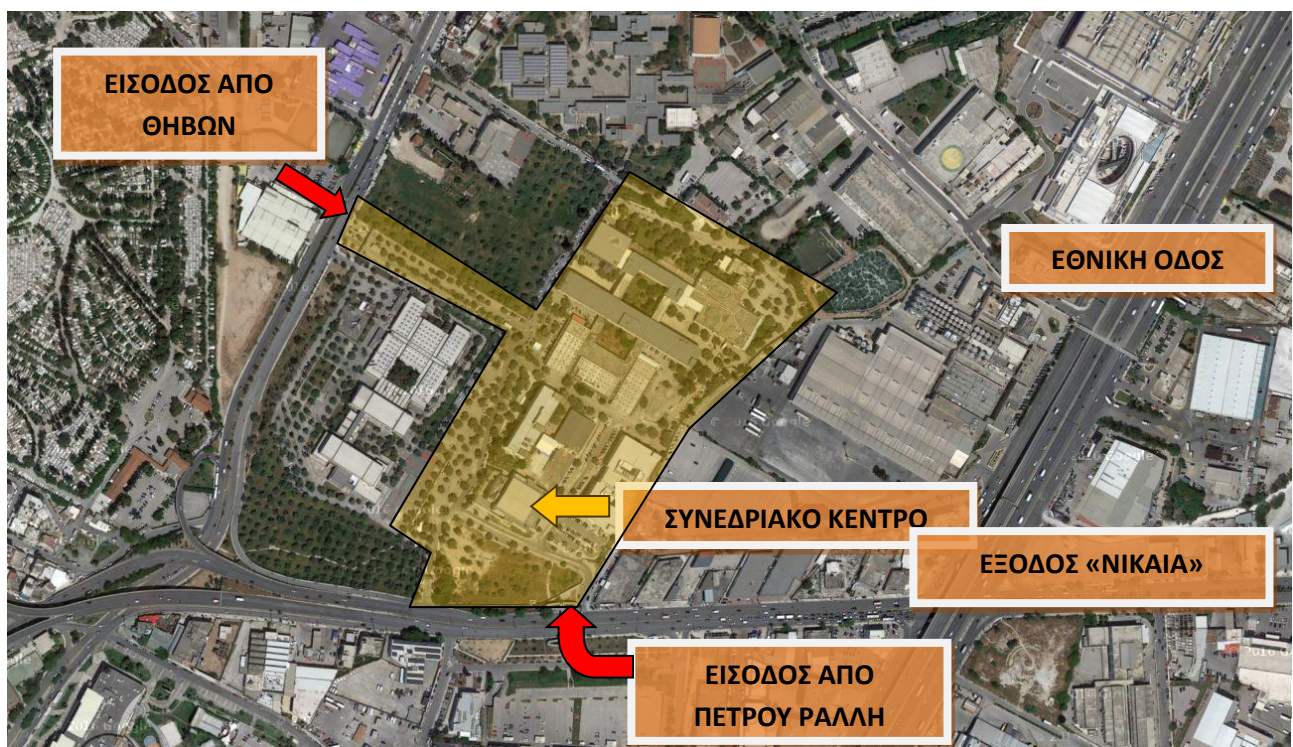 ΕΙΣΟΔΟΣ ΑΠΟ
ΘΗΒΩΝ
ΕΘΝΙΚΗ ΟΔΟΣ
ΣΥΝΕΔΡΙΑΚΟ ΚΕΝΤΡΟ
ΕΞΟΔΟΣ «ΝΙΚΑΙΑ»
ΕΙΣΟΔΟΣ ΑΠΟ
ΠΕΤΡΟΥ ΡΑΛΛΗ